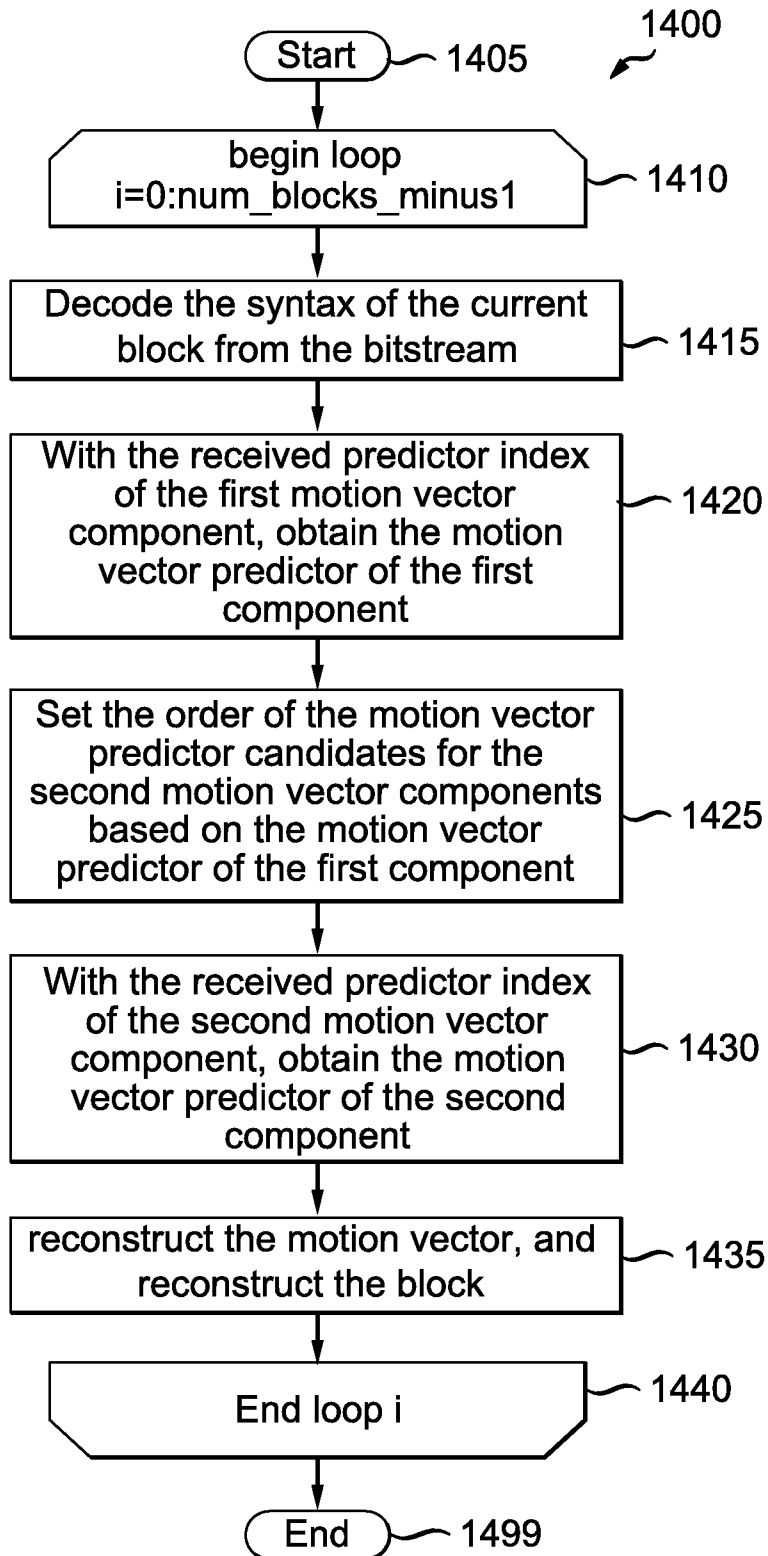 1400
Start
1405
begin loop
i=0:num_blocks_minus1
1410
Decode the syntax of the current
block from the bitstream
1415
With the received predictor index
of the first motion vector
component, obtain the motion
vector predictor of the first
component
1420
Set the order of the motion vector
predictor candidates for the
second motion vector components
based on the motion vector
predictor of the first component
1425
With the received predictor index
of the second motion vector
component, obtain the motion
vector predictor of the second
component
1430
reconstruct the motion vector, and
reconstruct the block
1435
End loop i
1440
End
1499